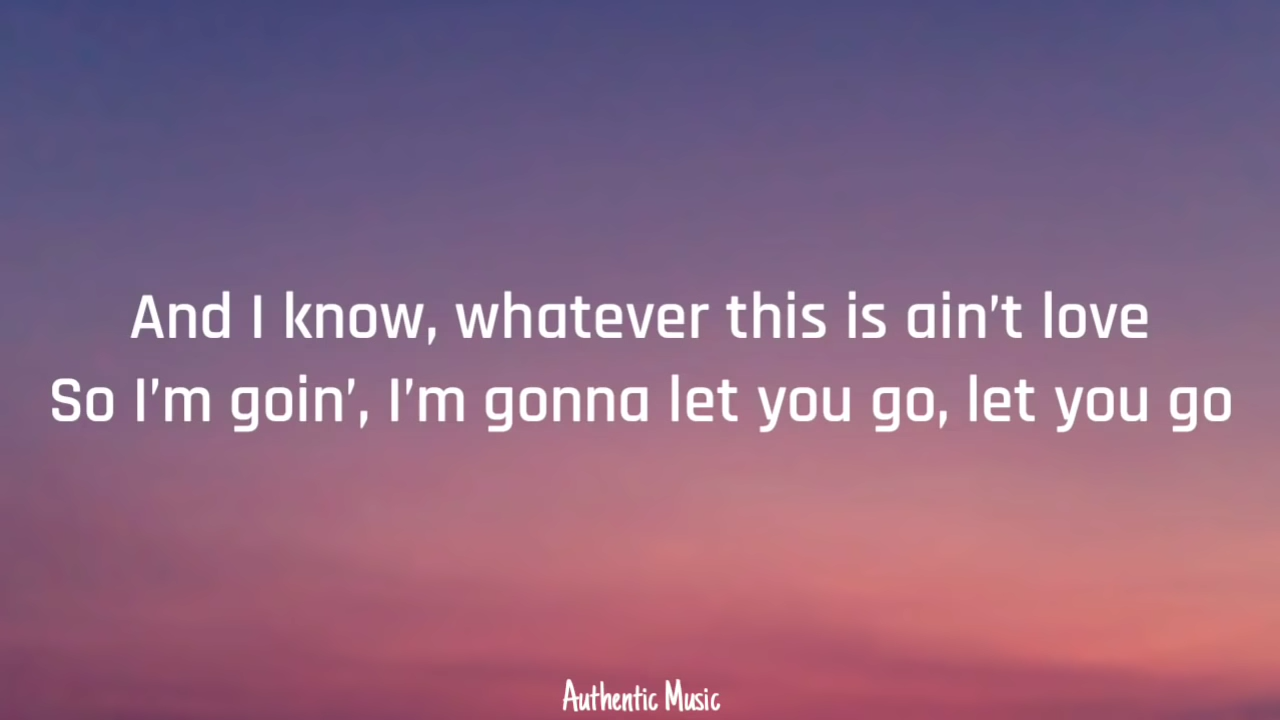 And I know, whatever this is ain't love
So I'm goin', I'm gonna let you go, let you go
Authentic Music